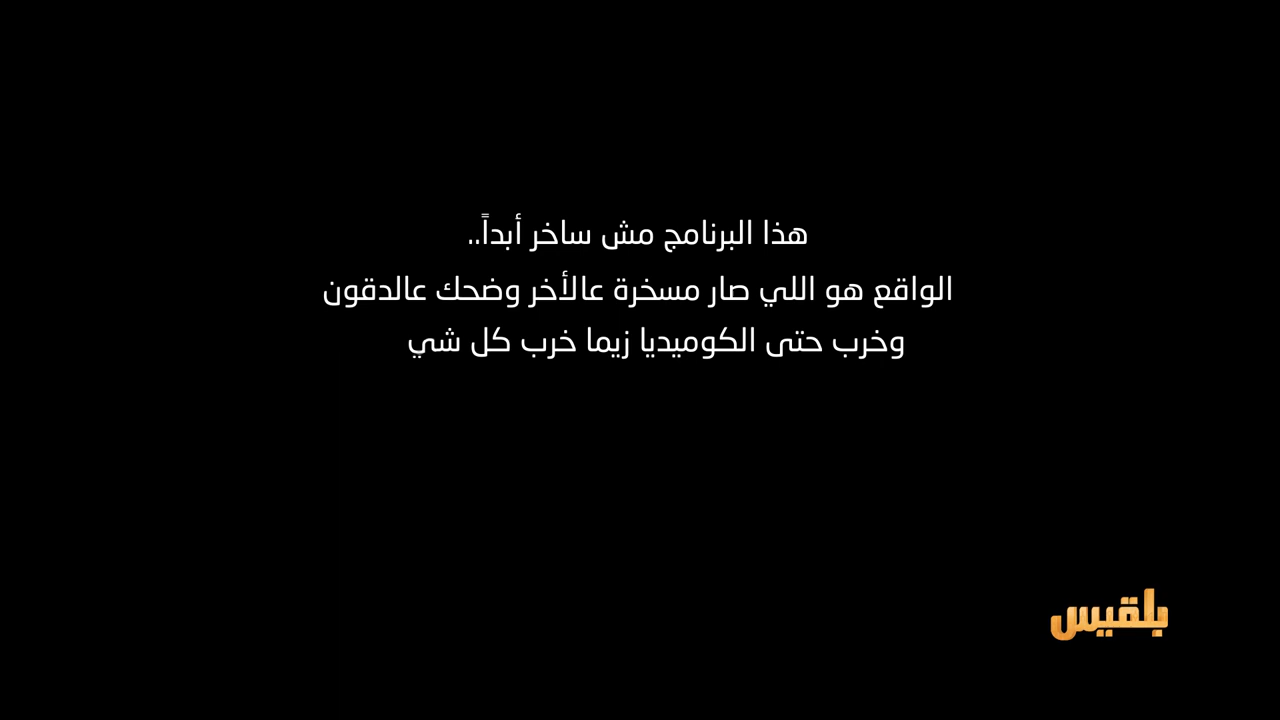 هذا البرنامج مش ساخر أبداً..
الواقع هو اللي صار مسخرة عالأخر وضحك عالدقون
وخرب حتى الكوميديا زيما خرب كل شي
بلقيس